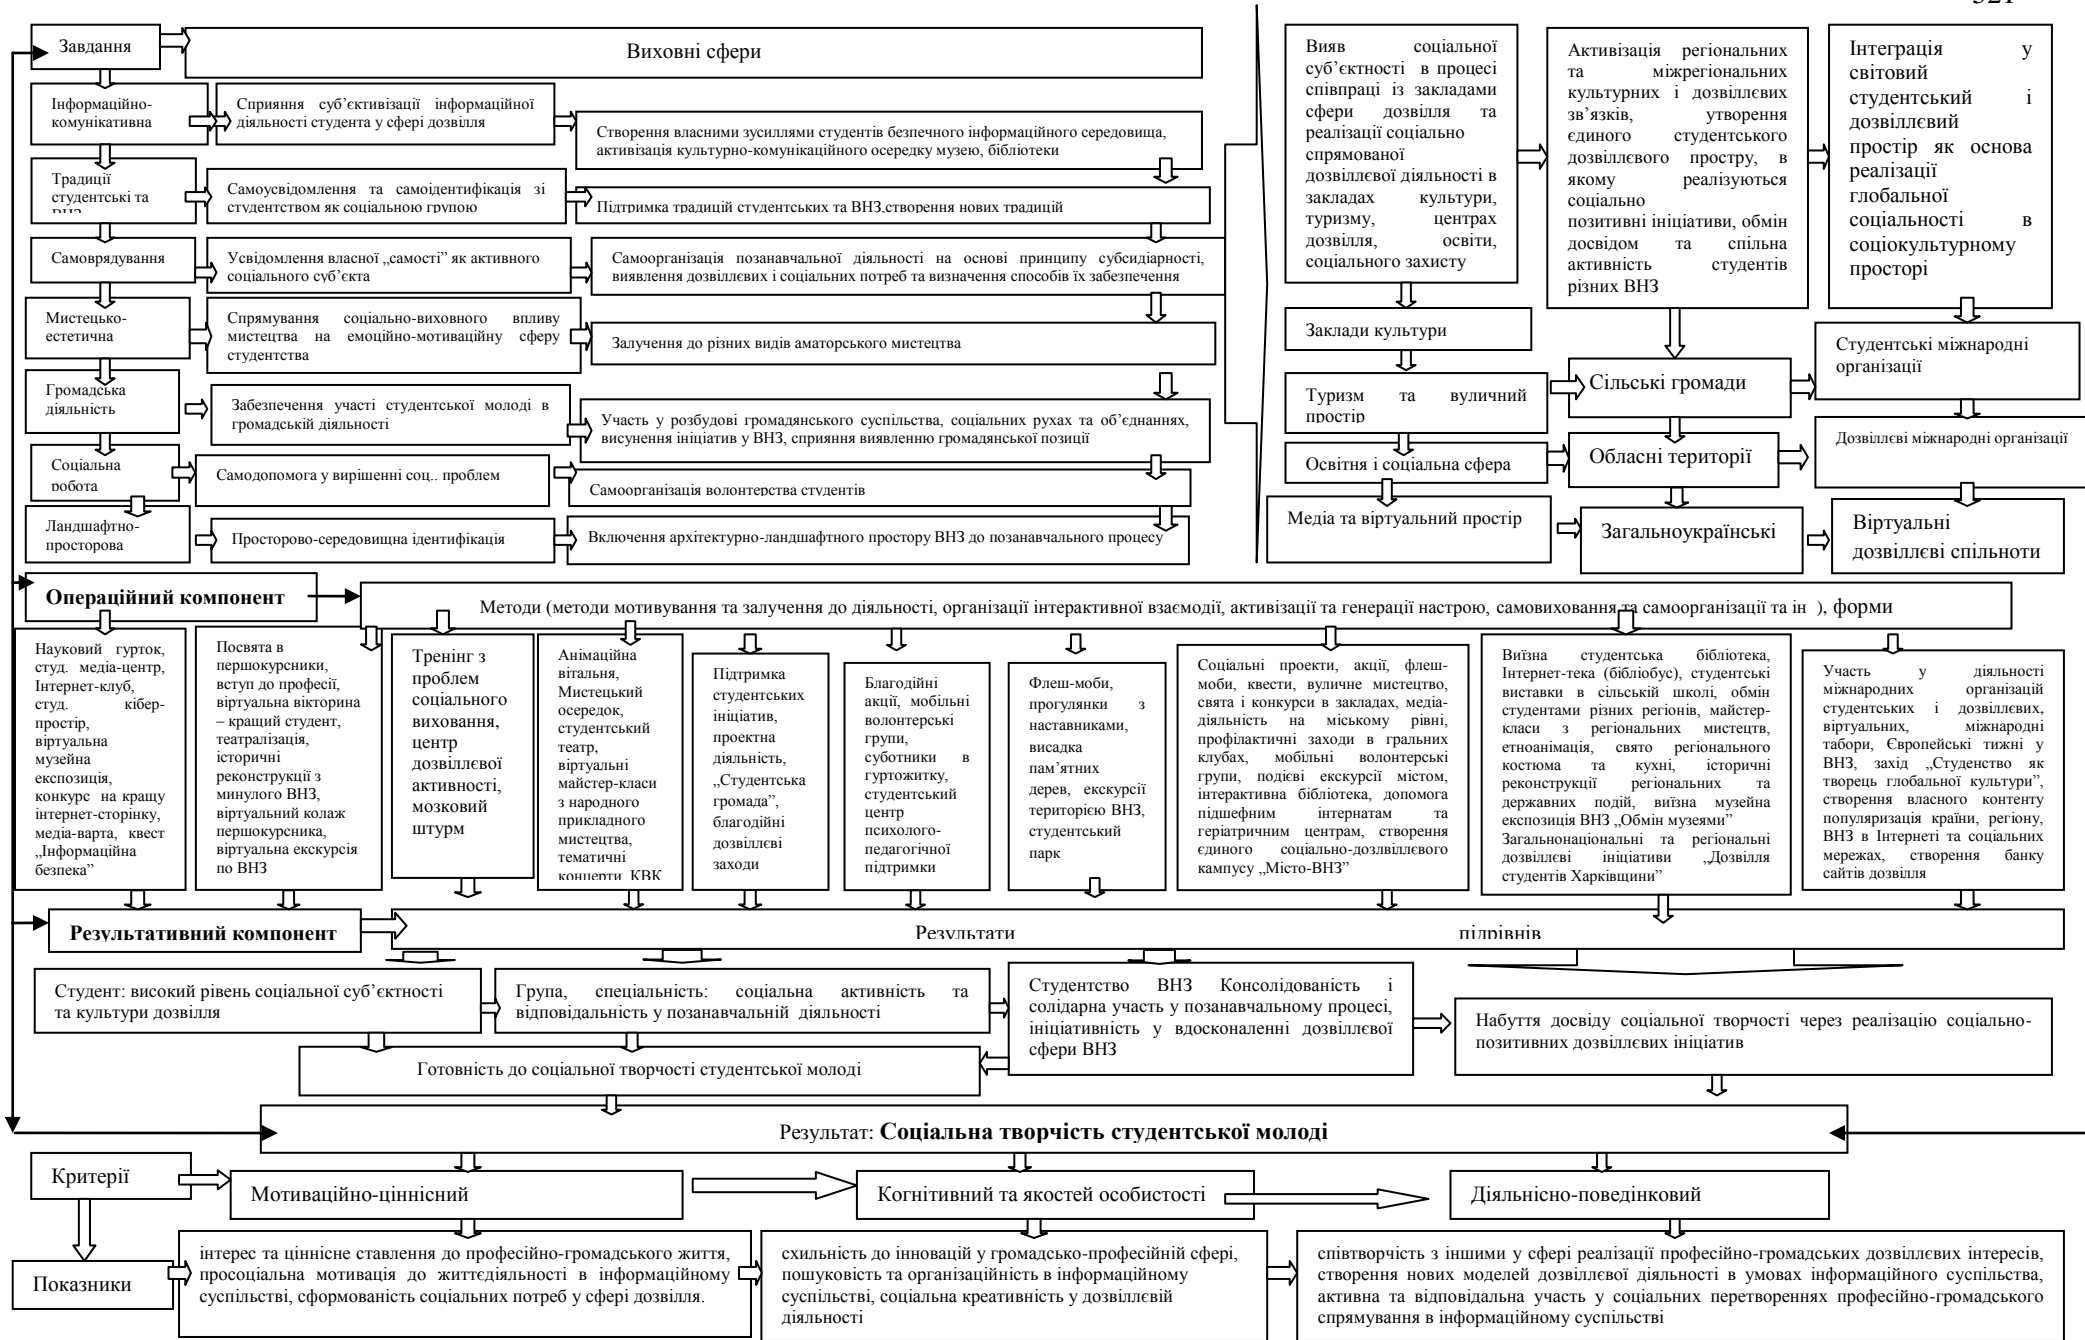 Завдання
Виховні сфери
Інформаційно-
комунікативна
Сприяння суб’єктивізації інформаційної
діяльності студента у сфері дозвілля
Створення власними зусиллями студентів безпечного інформаційного середовища,
активізація культурно-комунікаційного осередку музею, бібліотеки
Традиції
студентські та
ВНЗ
Самоусвідомлення та самоідентифікація зі
студентством як соціальною групою
Підтримка традицій студентських та ВНЗ,створення нових традицій
Самоврядування
Усвідомлення власної „самості” як активного
соціального суб’єкта
Самоорганізація позанавчальної діяльності на основі принципу субсидіарності,
виявлення дозвіллєвих і соціальних потреб та визначення способів їх забезпечення
Мистецько-
естетична
Спрямування соціально-виховного впливу
мистецтва на емоційно-мотиваційну сферу
студентства
Залучення до різних видів аматорського мистецтва
Громадська
діяльність
Забезпечення участі студентської молоді в
громадській діяльності
Участь у розбудові громадянського суспільства, соціальних рухах та об’єднаннях,
висунення ініціатив у ВНЗ, сприяння виявленню громадянської позиції
Соціальна
робота
Самодопомога у вирішенні соц.. проблем
Самоорганізація волонтерства студентів
Ландшафтно-
просторова
Просторово-середовищна ідентифікація
Включення архітектурно-ландшафтного простору ВНЗ до позанавчального процесу
Вияв соціальної
суб’єктності в процесі
співпраці із закладами
сфери дозвілля та
реалізації соціально
спрямованої
дозвіллєвої діяльності в
закладах культури,
туризму, центрах
дозвілля, освіти,
соціального захисту
Активізація регіональних
та міжрегіональних
культурних і дозвіллєвих
зв’язків, утворення
єдиного студентського
дозвіллєвого простру, в
якому реалізуються
соціально
позитивні ініціативи, обмін
досвідом та спільна
активність студентів
різних ВНЗ
Інтеграція у
світовий
студентський і
дозвіллєвий
простір як основа
реалізації
глобальної
соціальності в
соціокультурному
просторі
Заклади культури
Студентські міжнародні
організації
Туризм та вуличний
простір
Сільські громади
Освітня і соціальна сфера
Обласні території
Дозвіллєві міжнародні організації
Медіа та віртуальний простір
Загальноукраїнські
Віртуальні
дозвіллєві спільноти
Операційний компонент
Методи (методи мотивування та залучення до діяльності, організації інтерактивної взаємодії, активізації та генерації настрою, самовиховання та самоорганізації та ін ), форми
Науковий гурток,
студ. медіа-центр,
Інтернет-клуб,
студ. кібер-
простір,
віртуальна
музейна
експозиція,
конкурс на кращу
інтернет-сторінку,
медіа-варта, квест
„Інформаційна
безпека”
Посвята в
першокурсники,
вступ до професії,
віртуальна вікторина
– кращий студент,
театралізація,
історичні
реконструкції з
минулого ВНЗ,
віртуальний колаж
першокурсника,
віртуальна екскурсія
по ВНЗ
Тренінг з
проблем
соціального
виховання,
центр
дозвіллєвої
активності,
мозковий
штурм
Анімаційна
вітальня,
Мистецький
осередок,
студентський
театр,
віртуальні
майстер-класи
з народного
прикладного
мистецтва,
тематичні
концерти, КВК
Підтримка
студентських
ініціатив,
проектна
діяльність,
„Студентська
громада”,
благодійні
дозвіллєві
заходи
Благодійні
акції, мобільні
волонтерські
групи,
суботники в
гуртожитку,
студентський
центр
психолого-
педагогічної
підтримки
Флеш-моби,
прогулянки з
наставниками,
висадка
пам’ятних
дерев, екскурсії
територією ВНЗ,
студентський
парк
Соціальні проекти, акції, флеш-
моби, квести, вуличне мистецтво,
свята і конкурси в закладах, медіа-
діяльність на міському рівні,
профілактичні заходи в гральних
клубах, мобільні волонтерські
групи, подієві екскурсії містом,
інтерактивна бібліотека, допомога
підшефним інтернатам та
геріатричним центрам, створення
єдиного соціально-дозлвіллєвого
кампусу „Місто-ВНЗ”
Виїзна студентська бібліотека,
Інтернет-тека (бібліобус), студентські
виставки в сільській школі, обмін
студентами різних регіонів, майстер-
класи з регіональних мистецтв,
етноанімація, свято регіонального
костюма та кухні, історичні
реконструкції регіональних та
державних подій, виїзна музейна
експозиція ВНЗ „Обмін музеями”
Загальнонаціональні та регіональні
дозвіллєві ініціативи „Дозвілля
студентів Харківщини”
Участь у діяльності
міжнародних організацій
студентських і дозвіллєвих,
віртуальних, міжнародні
табори, Європейські тижні у
ВНЗ, захід „Студенство як
творець глобальної культури”,
створення власного контенту
популяризація країни, регіону,
ВНЗ в Інтернеті та соціальних
мережах, створення банку
сайтів дозвілля
Результативний компонент
Результати підрівнів
Студент: високий рівень соціальної суб’єктності
та культури дозвілля
Група, спеціальність: соціальна активність та
відповідальність у позанавчальній діяльності
Студентство ВНЗ Консолідованість і
солідарна участь у позанавчальному процесі,
ініціативність у вдосконаленні дозвіллєвої
сфери ВНЗ
Набуття досвіду соціальної творчості через реалізацію соціально-
позитивних дозвіллєвих ініціатив
Готовність до соціальної творчості студентської молоді
Результат: Соціальна творчість студентської молоді
Критерії
Мотиваційно-ціннісний
Когнітивний та якостей особистості
Діяльнісно-поведінковий
Показники
інтерес та ціннісне ставлення до професійно-громадського життя,
просоціальна мотивація до життєдіяльності в інформаційному
суспільстві, сформованість соціальних потреб у сфері дозвілля.
схильність до інновацій у громадсько-професійній сфері,
пошуковість та організаційність в інформаційному
суспільстві, соціальна креативність у дозвіллєвій
діяльності
співтворчість з іншими у сфері реалізації професійно-громадських дозвіллєвих інтересів,
створення нових моделей дозвіллєвої діяльності в умовах інформаційного суспільства,
активна та відповідальна участь у соціальних перетвореннях професійно-громадського
спрямування в інформаційному суспільстві